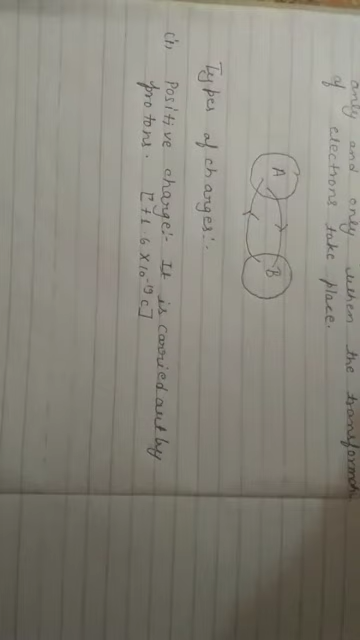 only and only when the transforma
of electrons take place.
A
B
Types of charges:-
(i) Positive charge:- It is carried out by
protons. [+1.6×10⁻¹⁹ C]